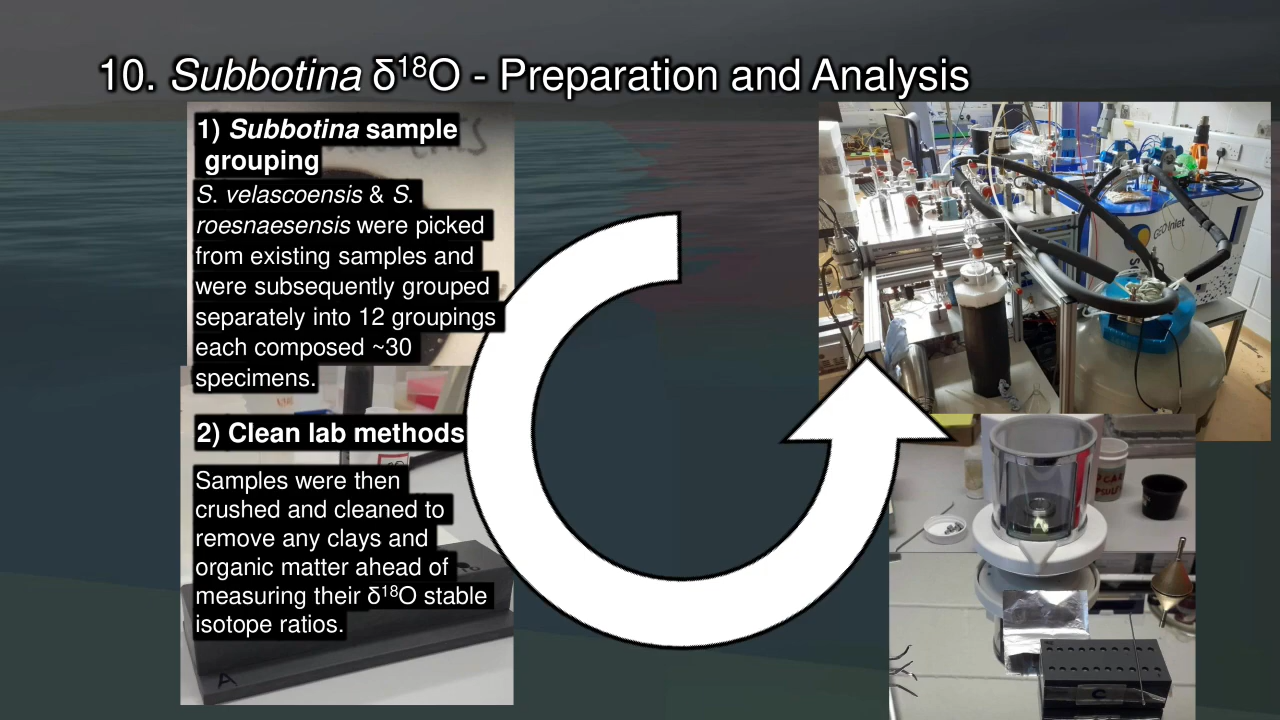 10. Subbotina δ¹⁸O - Preparation and Analysis
1) Subbotina sample
grouping
S. velascoensis & S.
roesnaesensis were picked
from existing samples and
were subsequently grouped
separately into 12 groupings
each composed ~30
specimens.
2) Clean lab methods
Samples were then
crushed and cleaned to
remove any clays and
organic matter ahead of
measuring their δ¹⁸O stable
isotope ratios.
GEO Inlet
A
C